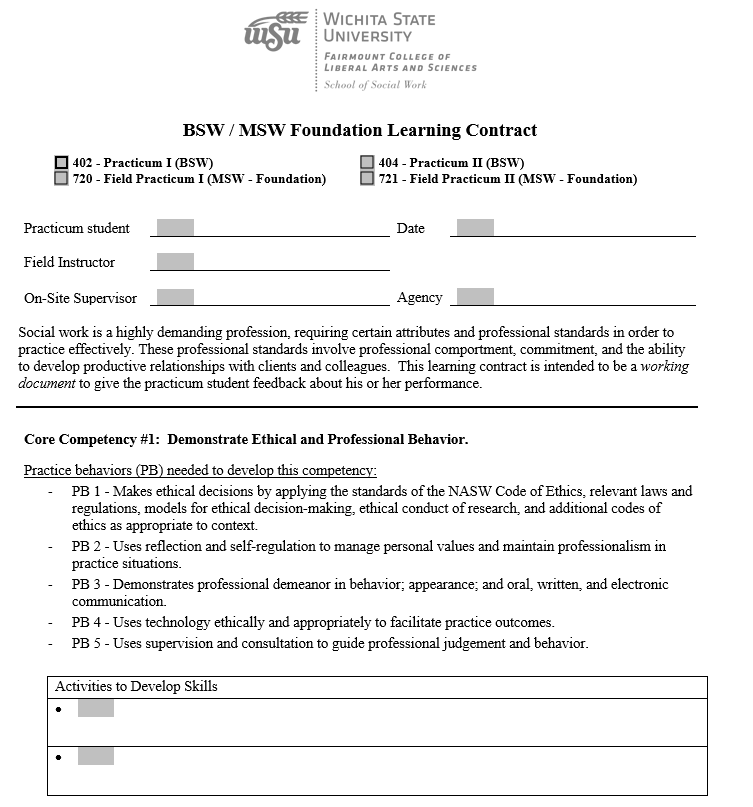 wsu
WICHITA STATE
UNIVERSITY
FAIRMOUNT COLLEGE OF
LIBERAL ARTS AND SCIENCES
School of Social Work
BSW / MSW Foundation Learning Contract
402 - Practicum I (BSW)
404 - Practicum II (BSW)
720 - Field Practicum I (MSW - Foundation)
721 - Field Practicum II (MSW - Foundation)
Practicum student
Date
Field Instructor
On-Site Supervisor
Agency
Social work is a highly demanding profession, requiring certain attributes and professional standards in order to
practice effectively. These professional standards involve professional comportment, commitment, and the ability
to develop productive relationships with clients and colleagues.  This learning contract is intended to be a working
document to give the practicum student feedback about his or her performance.
Core Competency #1:  Demonstrate Ethical and Professional Behavior.
Practice behaviors (PB) needed to develop this competency:
- PB 1 - Makes ethical decisions by applying the standards of the NASW Code of Ethics, relevant laws and
regulations, models for ethical decision-making, ethical conduct of research, and additional codes of
ethics as appropriate to context.
- PB 2 - Uses reflection and self-regulation to manage personal values and maintain professionalism in
practice situations.
- PB 3 - Demonstrates professional demeanor in behavior; appearance; and oral, written, and electronic
communication.
- PB 4 - Uses technology ethically and appropriately to facilitate practice outcomes.
- PB 5 - Uses supervision and consultation to guide professional judgement and behavior.
Activities to Develop Skills
•
•